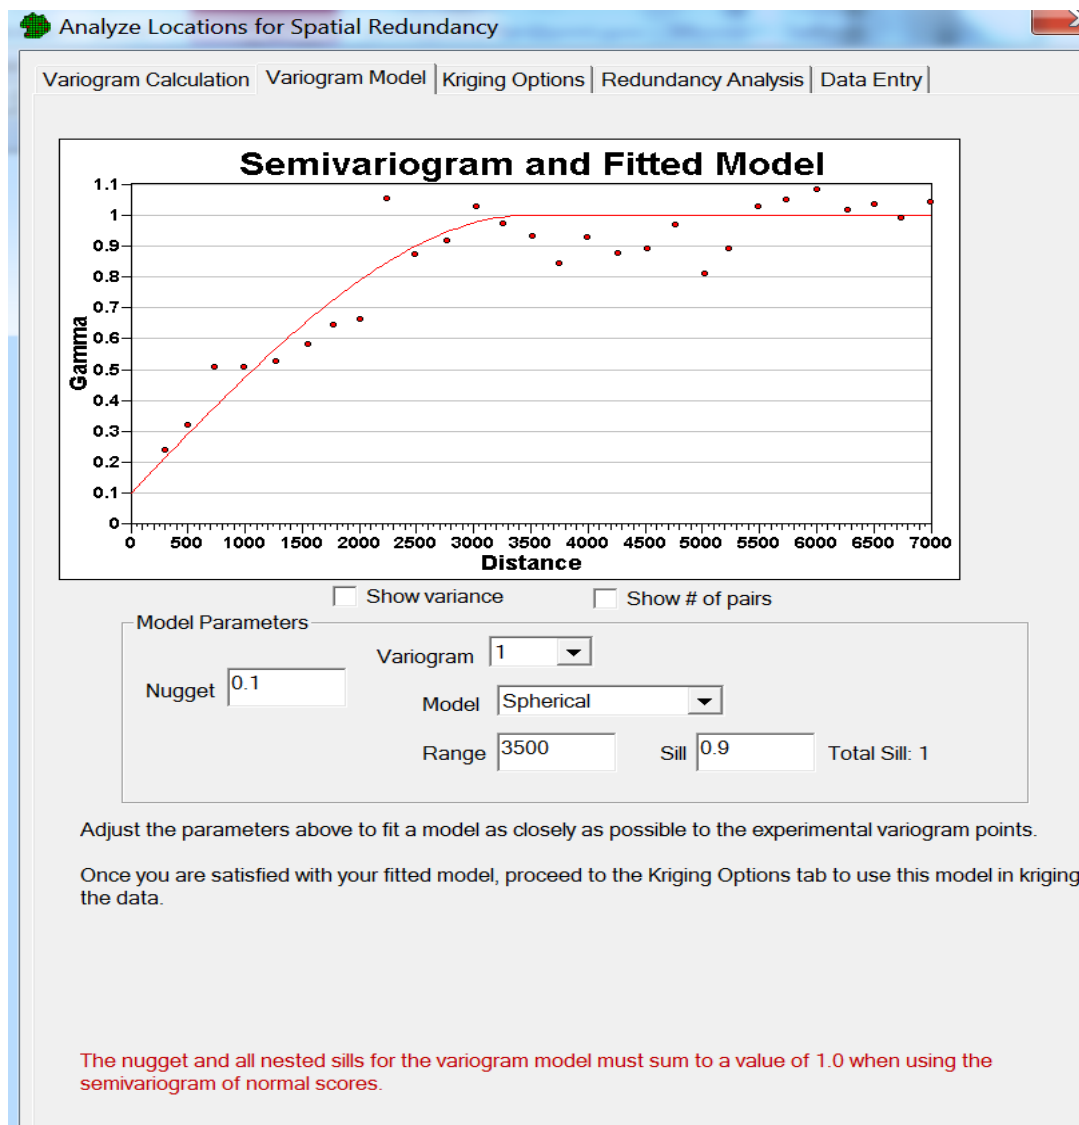 Analyze Locations for Spatial Redundancy
Variogram Calculation Variogram Model Kriging Options Redundancy Analysis Data Entry
Semivariogram and Fitted Model
1.1
1
0.9
0.8
0.7
0.6
0.5
0.4
0.3
0.2
0.1
0
Gamma
0 500 1000 1500 2000 2500 3000 3500 4000 4500 5000 5500 6000 6500 7000
Distance
Show variance Show # of pairs
Model Parameters
Variogram 1
Nugget 0.1
Model Spherical
Range 3500 Sill 0.9 Total Sill: 1
Adjust the parameters above to fit a model as closely as possible to the experimental variogram points.
Once you are satisfied with your fitted model, proceed to the Kriging Options tab to use this model in kriging
the data.
The nugget and all nested sills for the variogram model must sum to a value of 1.0 when using the
semivariogram of normal scores.